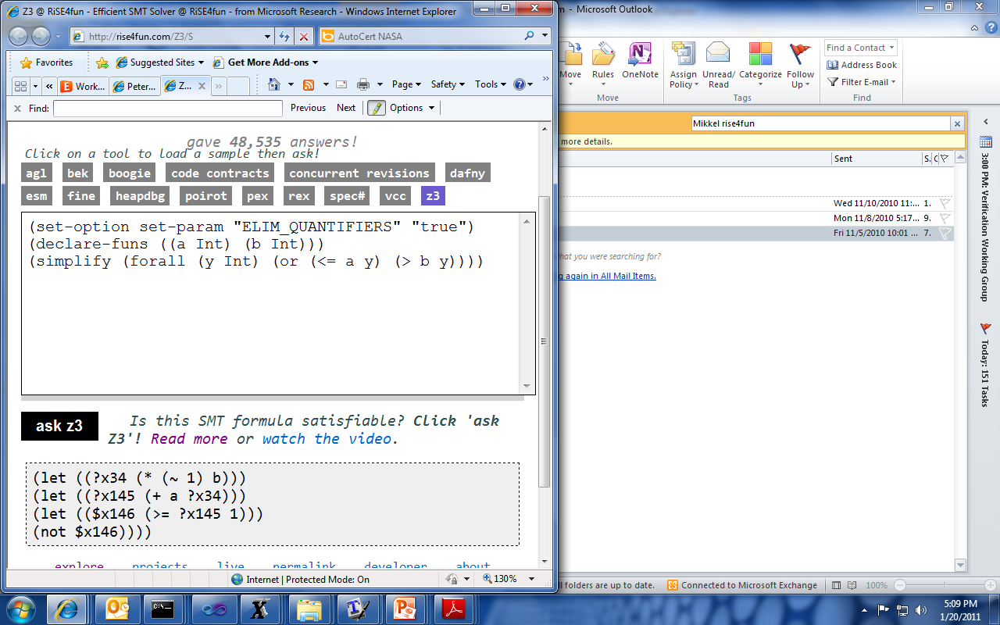 Z3 @ RiSE4fun - Efficient SMT Solver @ RiSE4fun - from Microsoft Research - Windows Internet Explorer
http://rise4fun.com/Z3/S
AutoCert NASA
Favorites Suggested Sites Get More Add-ons
« Work... Peter... Z... »
Page Safety Tools »
x Find: Previous Next Options
gave 48,535 answers!
Click on a tool to load a sample then ask!
agl bek boogie code contracts concurrent revisions dafny
esm fine heapdbg poirot pex rex spec# vcc z3
(set-option set-param "ELIM_QUANTIFIERS" "true")
(declare-funs ((a Int) (b Int)))
(simplify (forall (y Int) (or (<= a y) (> b y))))
ask z3
Is this SMT formula satisfiable? Click 'ask
Z3'! Read more or watch the video.
(let ((?x34 (* (~ 1) b)))
(let ((?x145 (+ a ?x34)))
(let (($x146 (>= ?x145 1)))
(not $x146))))
explore projects live permalink developer about
Internet | Protected Mode: On
130%
m - Microsoft Outlook
Move
Rules
OneNote
Move
Assign
Policy
Unread/
Read
Categorize
Follow
Up
Tags
Find a Contact
Address Book
Filter E-mail
Find
Mikkel rise4fun
more details.
Sent S. C
Wed 11/10/2010 11:... 1.
Mon 11/8/2010 5:17... 9.
Fri 11/5/2010 10:01 ... 7.
hat you were searching for?
g again in All Mail Items.
3:00 PM: Verification Working Group
Today: 151 Tasks
ll folders are up to date. Connected to Microsoft Exchange 100%
5:09 PM
1/20/2011